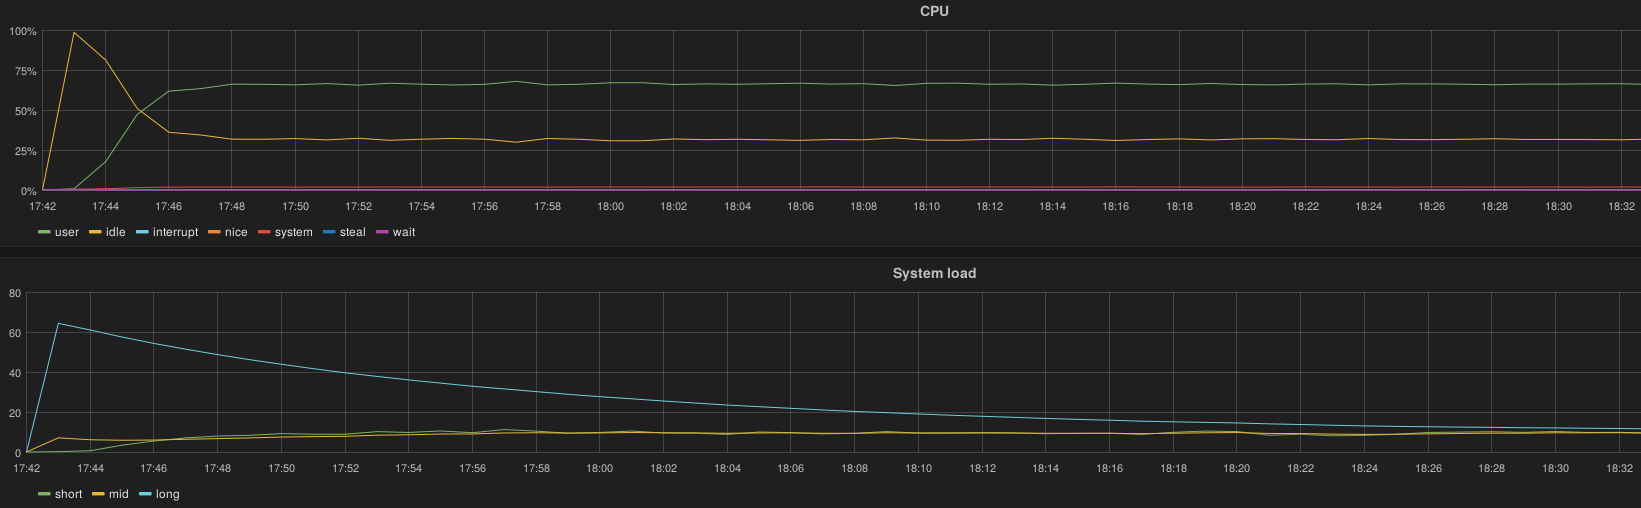 CPU
100%
75%
50%
25%
0%
17:42 17:44 17:46 17:48 17:50 17:52 17:54 17:56 17:58 18:00 18:02 18:04 18:06 18:08 18:10 18:12 18:14 18:16 18:18 18:20 18:22 18:24 18:26 18:28 18:30 18:32
user idle interrupt nice system steal wait
System load
80
60
40
20
0
17:42 17:44 17:46 17:48 17:50 17:52 17:54 17:56 17:58 18:00 18:02 18:04 18:06 18:08 18:10 18:12 18:14 18:16 18:18 18:20 18:22 18:24 18:26 18:28 18:30 18:32
short mid long